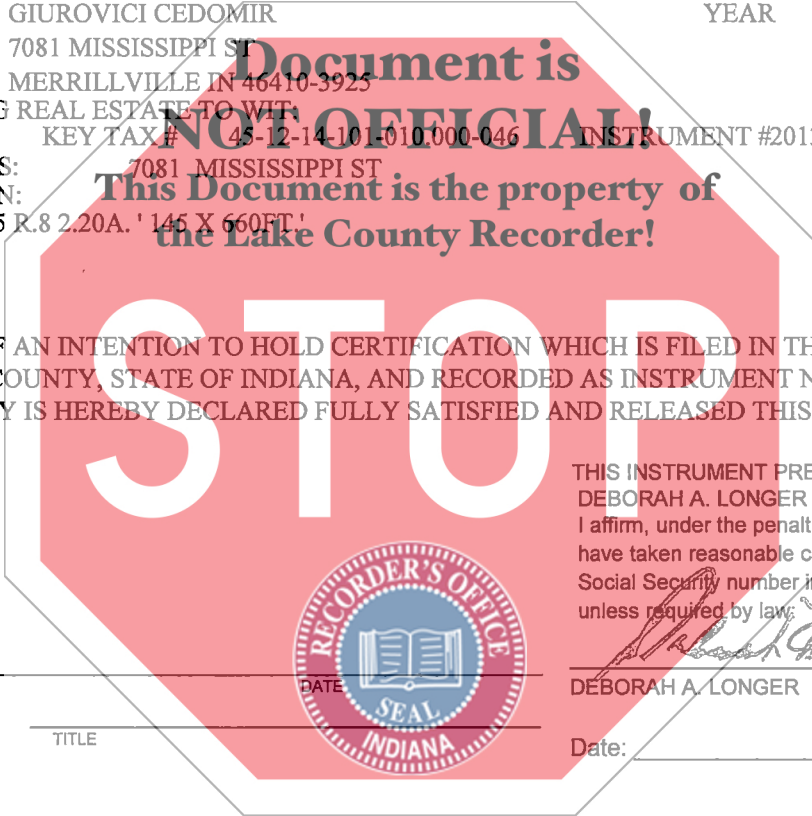 GIUROVICI CEDOMIR YEAR
7081 MISSISSIPPI ST
Document is
MERRILLVILLE IN 46410-3925
REAL ESTATE TO WIT:
NOT OFFICIAL!
KEY TAX # 45-12-14-101-010.000-046 INSTRUMENT #2013
S: 7081 MISSISSIPPI ST
This Document is the property of
N:
R.8 2.20A. ' 145 X 660FT.'
the Lake County Recorder!
STOP
AN INTENTION TO HOLD CERTIFICATION WHICH IS FILED IN TH
COUNTY, STATE OF INDIANA, AND RECORDED AS INSTRUMENT N
Y IS HEREBY DECLARED FULLY SATISFIED AND RELEASED THIS
THIS INSTRUMENT PRE
DEBORAH A. LONGER
I affirm, under the penalt
have taken reasonable c
Social Security number i
unless required by law:
RECORDER'S OFFICE
SEAL
INDIANA
DATE
DEBORAH A. LONGER
TITLE
Date: